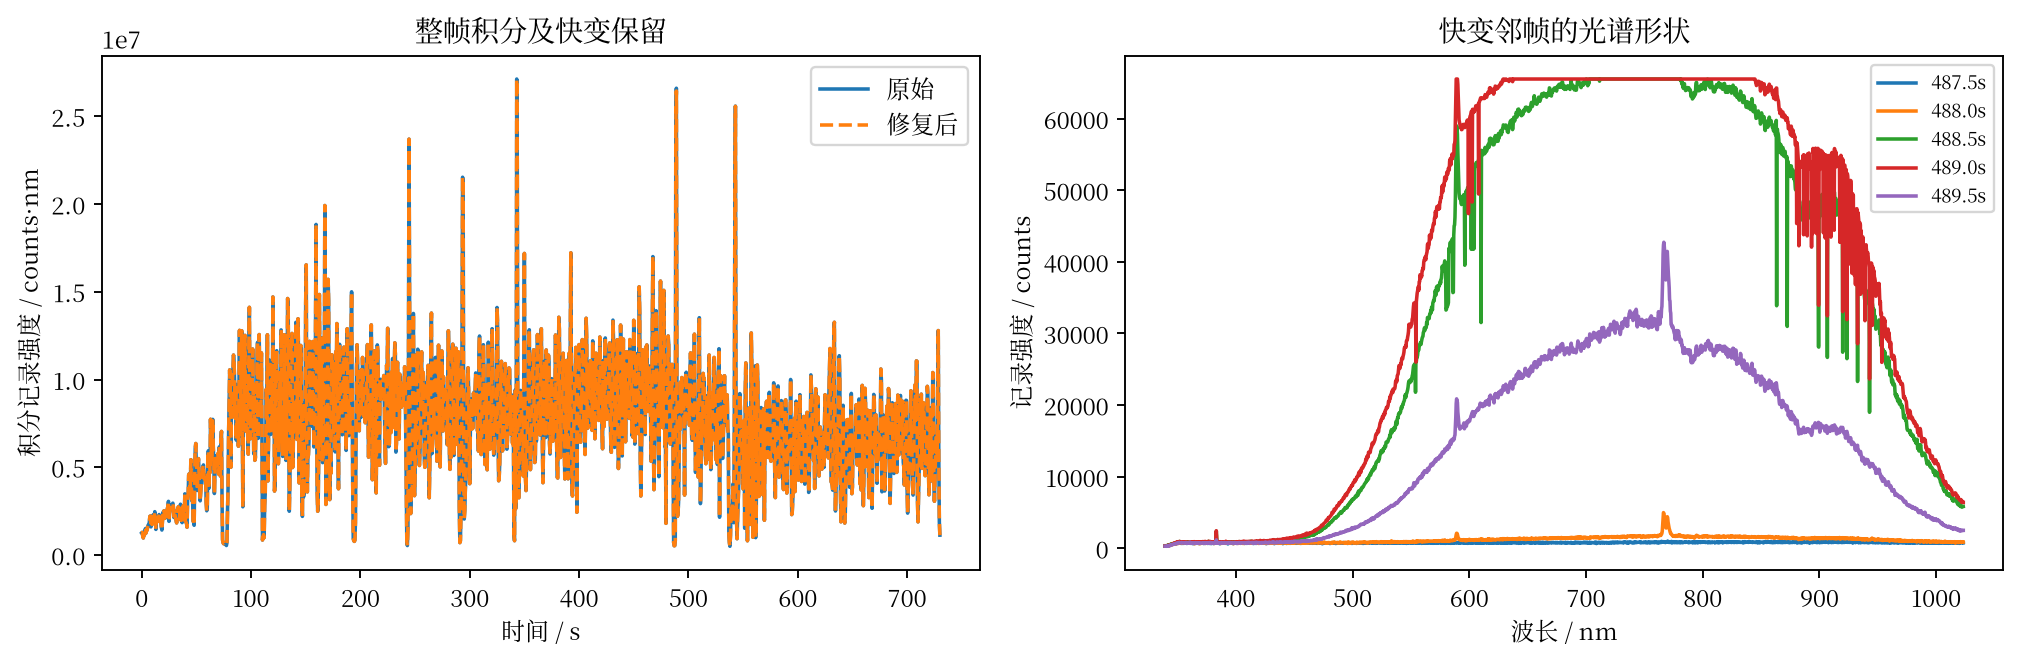 整帧积分及快变保留
1e7
原始
修复后
2.5
2.0
1.5
1.0
0.5
0.0
积分记录强度 / counts·nm
0 100 200 300 400 500 600 700
时间 / s
快变邻帧的光谱形状
487.5s
488.0s
488.5s
489.0s
489.5s
60000
50000
40000
30000
20000
10000
0
记录强度 / counts
400 500 600 700 800 900 1000
波长 / nm